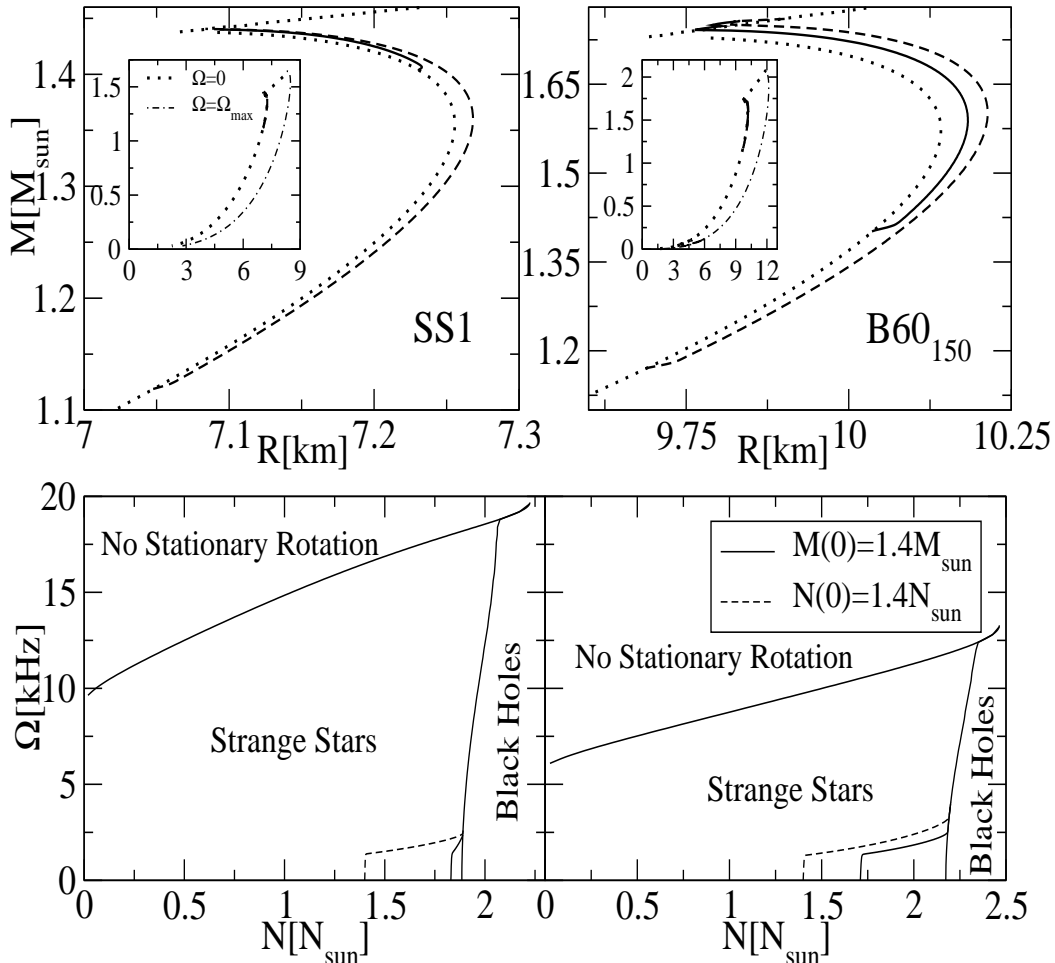 M[M_sun]
1.4
1.3
1.2
1.1
7
7.1
7.2
7.3
R[km]
SS1
Ω=0
Ω=Ω_max
1.5
1
0.5
0
0
3
6
9
1.65
1.5
1.35
1.2
9.75
10
10.25
R[km]
B60_150
2
1.5
1
0.5
0
0
3
6
9
12
Ω[kHz]
20
15
10
5
0
No Stationary Rotation
Strange Stars
Black Holes
0
0.5
1
1.5
2
N[N_sun]
M(0)=1.4M_sun
N(0)=1.4N_sun
No Stationary Rotation
Strange Stars
Black Holes
0
0.5
1
1.5
2
2.5
N[N_sun]